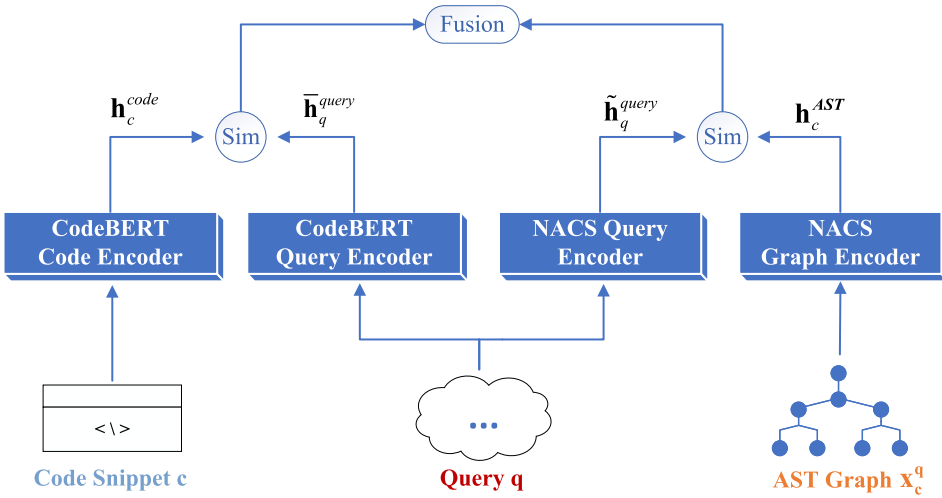 Fusion
h_c^{code}
h̄_q^{query}
h̃_q^{query}
h_c^{AST}
Sim
Sim
CodeBERT
Code Encoder
CodeBERT
Query Encoder
NACS Query
Encoder
NACS
Graph Encoder
<\>
...
Code Snippet c
Query q
AST Graph x_c^q